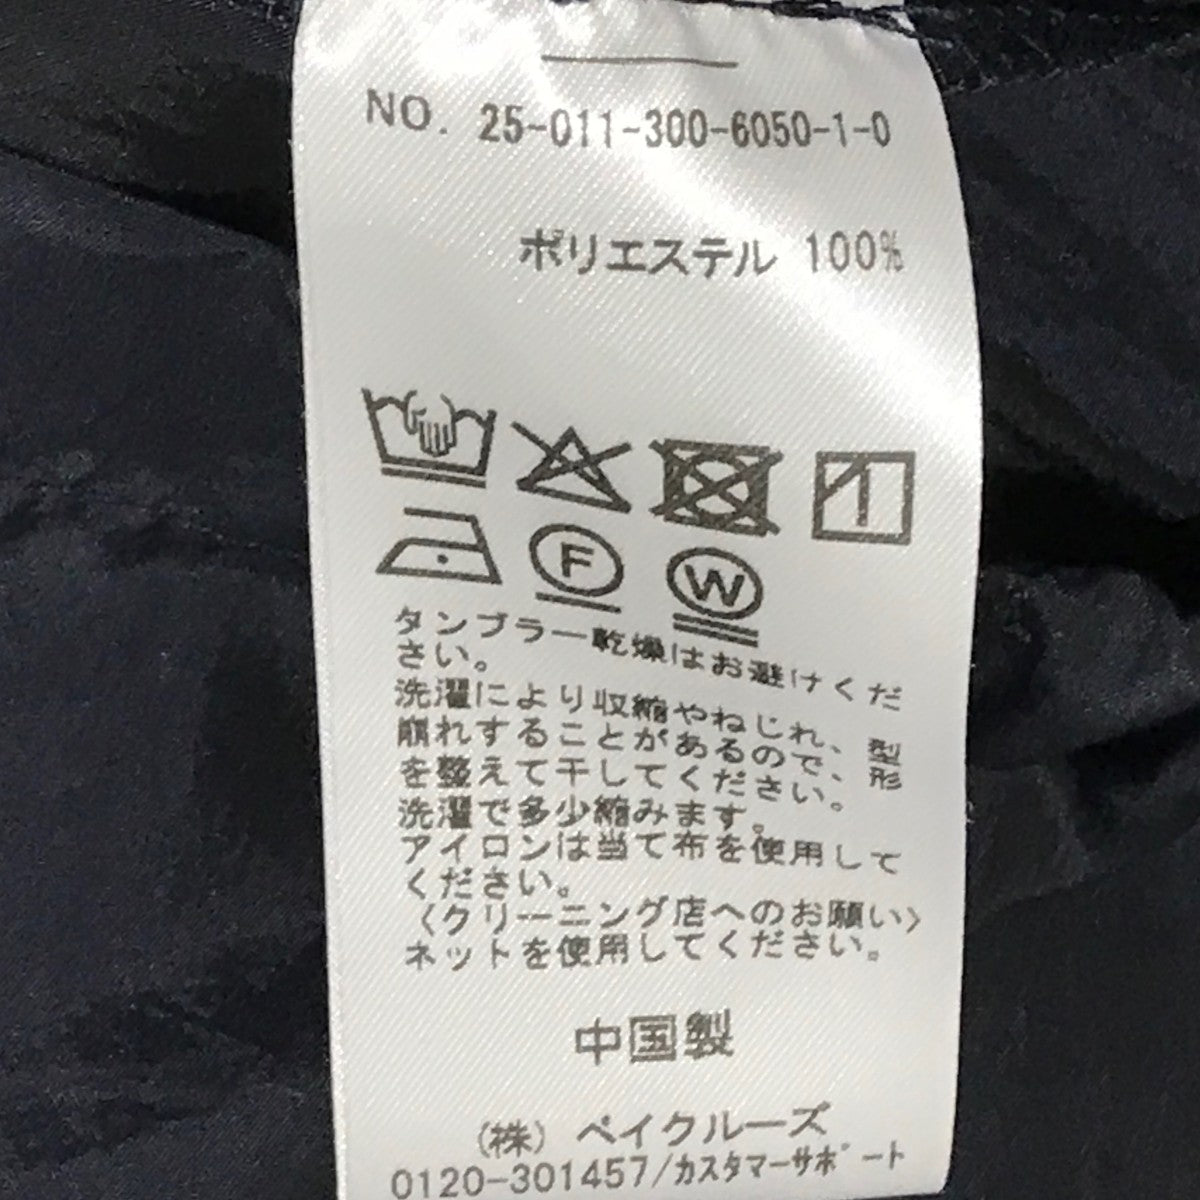 NO. 25-011-300-6050-1-0
ポリエステル 100%
F
W
タンブラー乾燥はお避けくだ
さい。
洗濯により収縮やねじれ、型
崩れすることがあるので、形
を整えて干してください。
洗濯で多少縮みます。
アイロンは当て布を使用して
ください。
〈クリーニング店へのお願い〉
ネットを使用してください。
中国製
(株) ベイクルーズ
0120-301457/カスタマーサポート